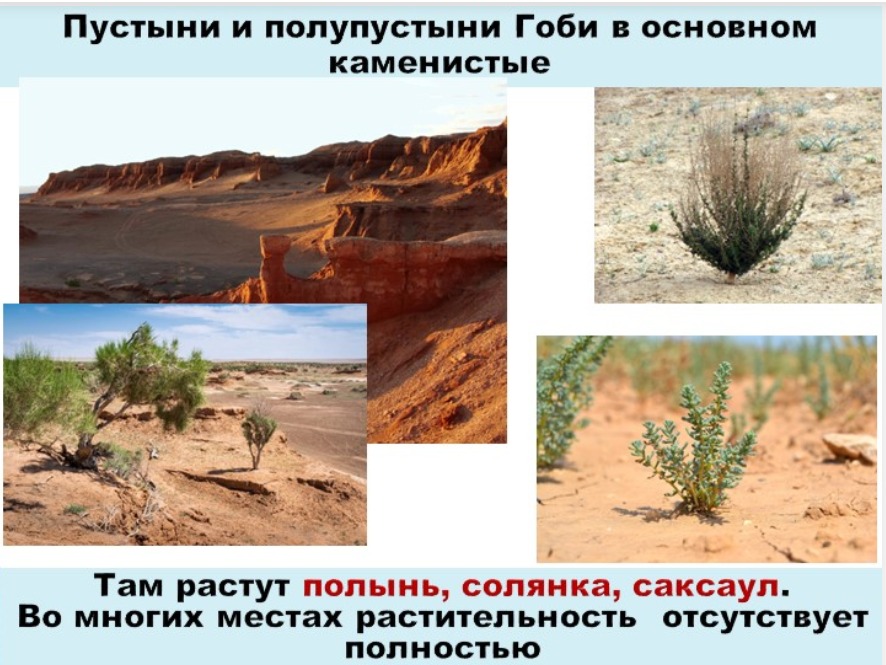 Пустыни и полупустыни Гоби в основном
каменистые
Там растут полынь, солянка, саксаул.
Во многих местах растительность отсутствует
полностью